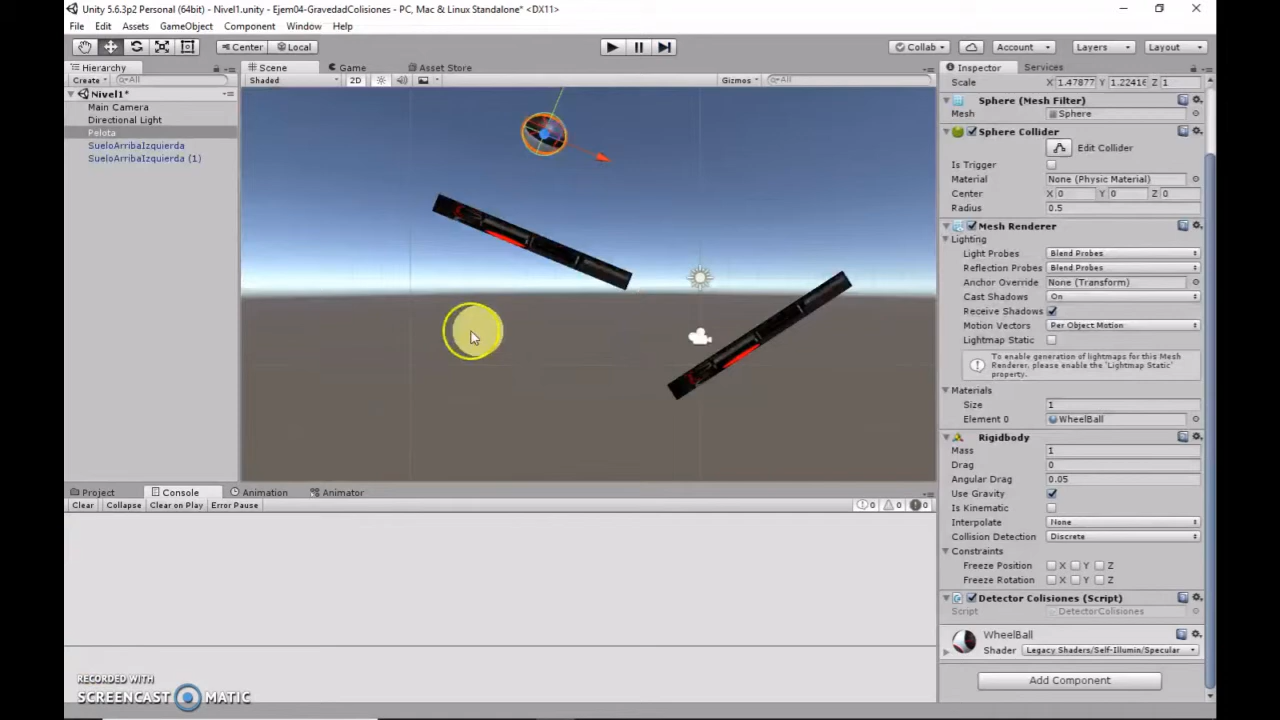 Unity 5.6.3p2 Personal (64bit) - Nivel1.unity - Ejem04-GravedadColisiones - PC, Mac & Linux Standalone* <DX11>
File Edit Assets GameObject Component Window Help
Center Local Collab Account Layers Layout
Hierarchy Scene Game Asset Store Inspector Services
Create All Shaded 2D Gizmos All Scale X 1.47877 Y 1.22416 Z 1
Nivel1*
Main Camera
Directional Light
Pelota
SueloArribaIzquierda
SueloArribaIzquierda (1)
Sphere (Mesh Filter)
Mesh Sphere
Sphere Collider
Edit Collider
Is Trigger
Material None (Physic Material)
Center X 0 Y 0 Z 0
Radius 0.5
Mesh Renderer
Lighting
Light Probes Blend Probes
Reflection Probes Blend Probes
Anchor Override None (Transform)
Cast Shadows On
Receive Shadows
Motion Vectors Per Object Motion
Lightmap Static
To enable generation of lightmaps for this Mesh
Renderer, please enable the 'Lightmap Static'
property.
Materials
Size 1
Element 0 WheelBall
Rigidbody
Mass 1
Drag 0
Angular Drag 0.05
Use Gravity
Is Kinematic
Interpolate None
Collision Detection Discrete
Constraints
Freeze Position X Y Z
Freeze Rotation X Y Z
Detector Colisiones (Script)
Script DetectorColisiones
WheelBall
Shader Legacy Shaders/Self-Illumin/Specular
Add Component
Project Console Animation Animator
Clear Collapse Clear on Play Error Pause 0 0 0
RECORDED WITH
SCREENCAST MATIC